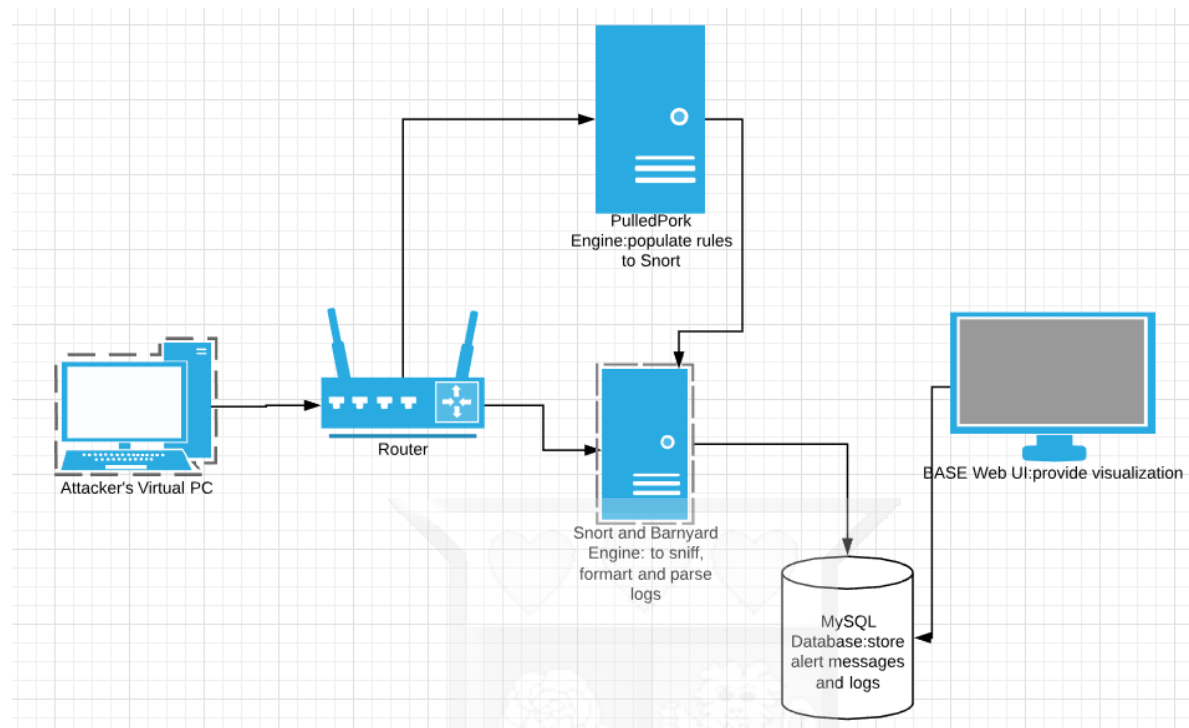 PulledPork
Engine:populate rules
to Snort
Router
Attacker's Virtual PC
BASE Web UI:provide visualization
Snort and Barnyard
Engine: to sniff,
formart and parse
logs
MySQL
Database:store
alert messages
and logs